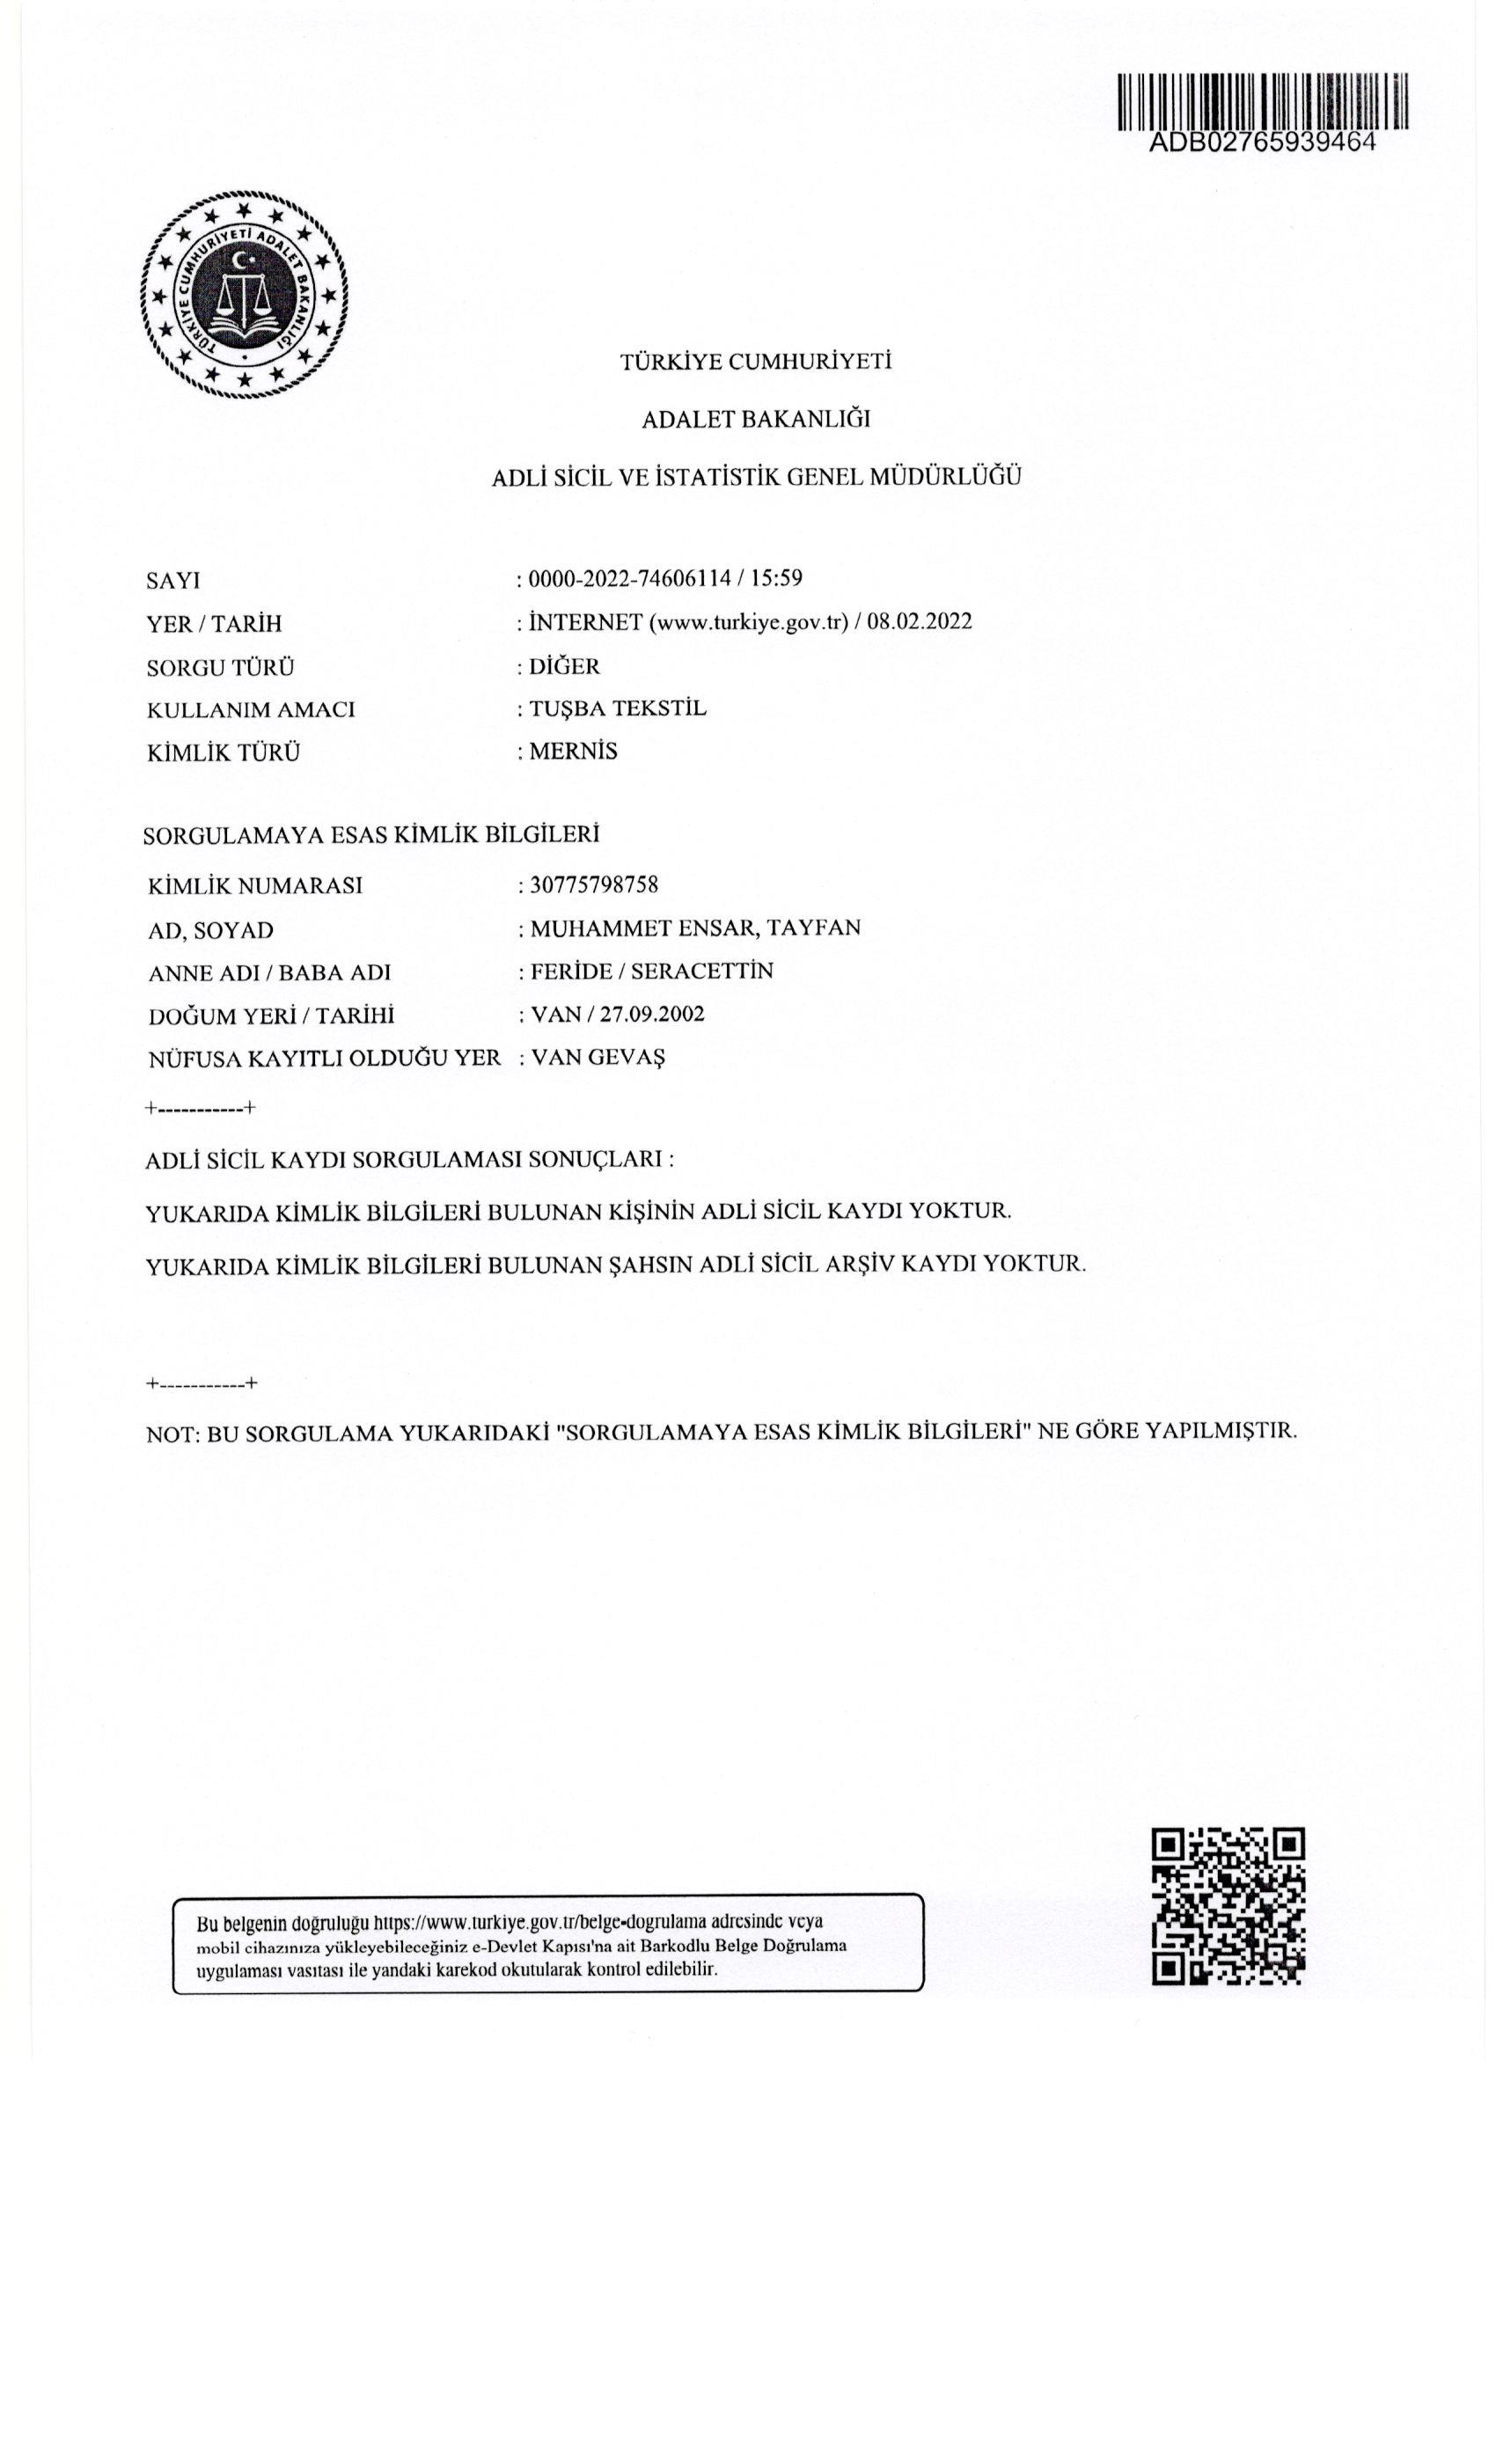 ADB02765939464
TÜRKİYE CUMHURİYETİ ADALET BAKANLIĞI
TÜRKİYE CUMHURİYETİ
ADALET BAKANLIĞI
ADLİ SİCİL VE İSTATİSTİK GENEL MÜDÜRLÜĞÜ
SAYI : 0000-2022-74606114 / 15:59
YER / TARİH : İNTERNET (www.turkiye.gov.tr) / 08.02.2022
SORGU TÜRÜ : DİĞER
KULLANIM AMACI : TUŞBA TEKSTİL
KİMLİK TÜRÜ : MERNİS
SORGULAMAYA ESAS KİMLİK BİLGİLERİ
KİMLİK NUMARASI : 30775798758
AD, SOYAD : MUHAMMET ENSAR, TAYFAN
ANNE ADI / BABA ADI : FERİDE / SERACETTİN
DOĞUM YERİ / TARİHİ : VAN / 27.09.2002
NÜFUSA KAYITLI OLDUĞU YER : VAN GEVAŞ
+-----------+
ADLİ SİCİL KAYDI SORGULAMASI SONUÇLARI :
YUKARIDA KİMLİK BİLGİLERİ BULUNAN KİŞİNİN ADLİ SİCİL KAYDI YOKTUR.
YUKARIDA KİMLİK BİLGİLERİ BULUNAN ŞAHSIN ADLİ SİCİL ARŞİV KAYDI YOKTUR.
+-----------+
NOT: BU SORGULAMA YUKARIDAKİ "SORGULAMAYA ESAS KİMLİK BİLGİLERİ" NE GÖRE YAPILMIŞTIR.
Bu belgenin doğruluğu https://www.turkiye.gov.tr/belge-dogrulama adresinde veya
mobil cihazınıza yükleyebileceğiniz e-Devlet Kapısı'na ait Barkodlu Belge Doğrulama
uygulaması vasıtası ile yandaki karekod okutularak kontrol edilebilir.